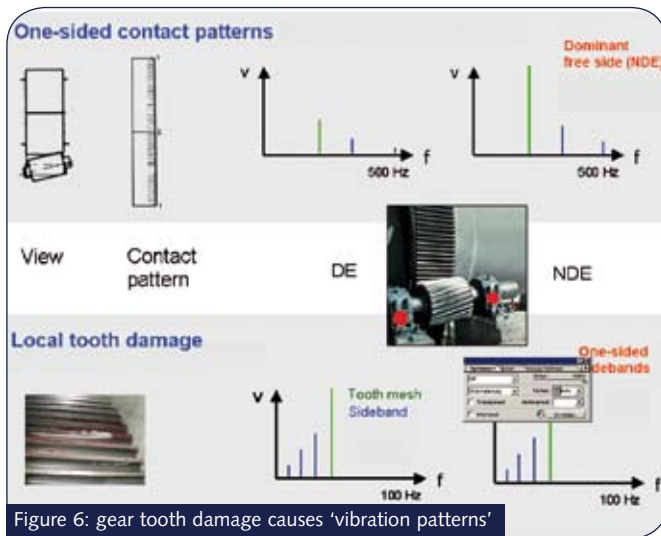 One-sided contact patterns
Dominant
free side (NDE)
v
f
500 Hz
v
f
500 Hz
View
Contact
pattern
DE
NDE
Local tooth damage
One-sided
sidebands
v
Tooth mesh
Sideband
f
100 Hz
f
100 Hz
Figure 6: gear tooth damage causes ‘vibration patterns’